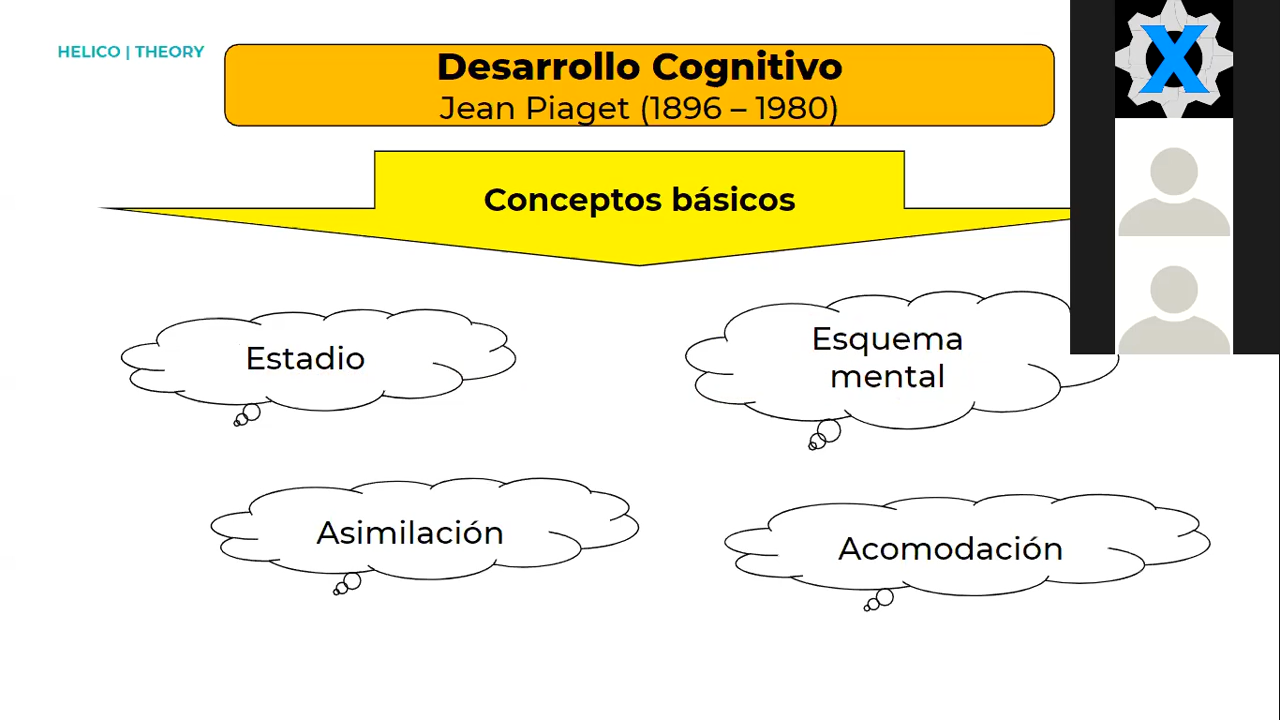 HELICO | THEORY
Desarrollo Cognitivo
Jean Piaget (1896 – 1980)
Conceptos básicos
Estadio
Esquema
mental
Asimilación
Acomodación
X